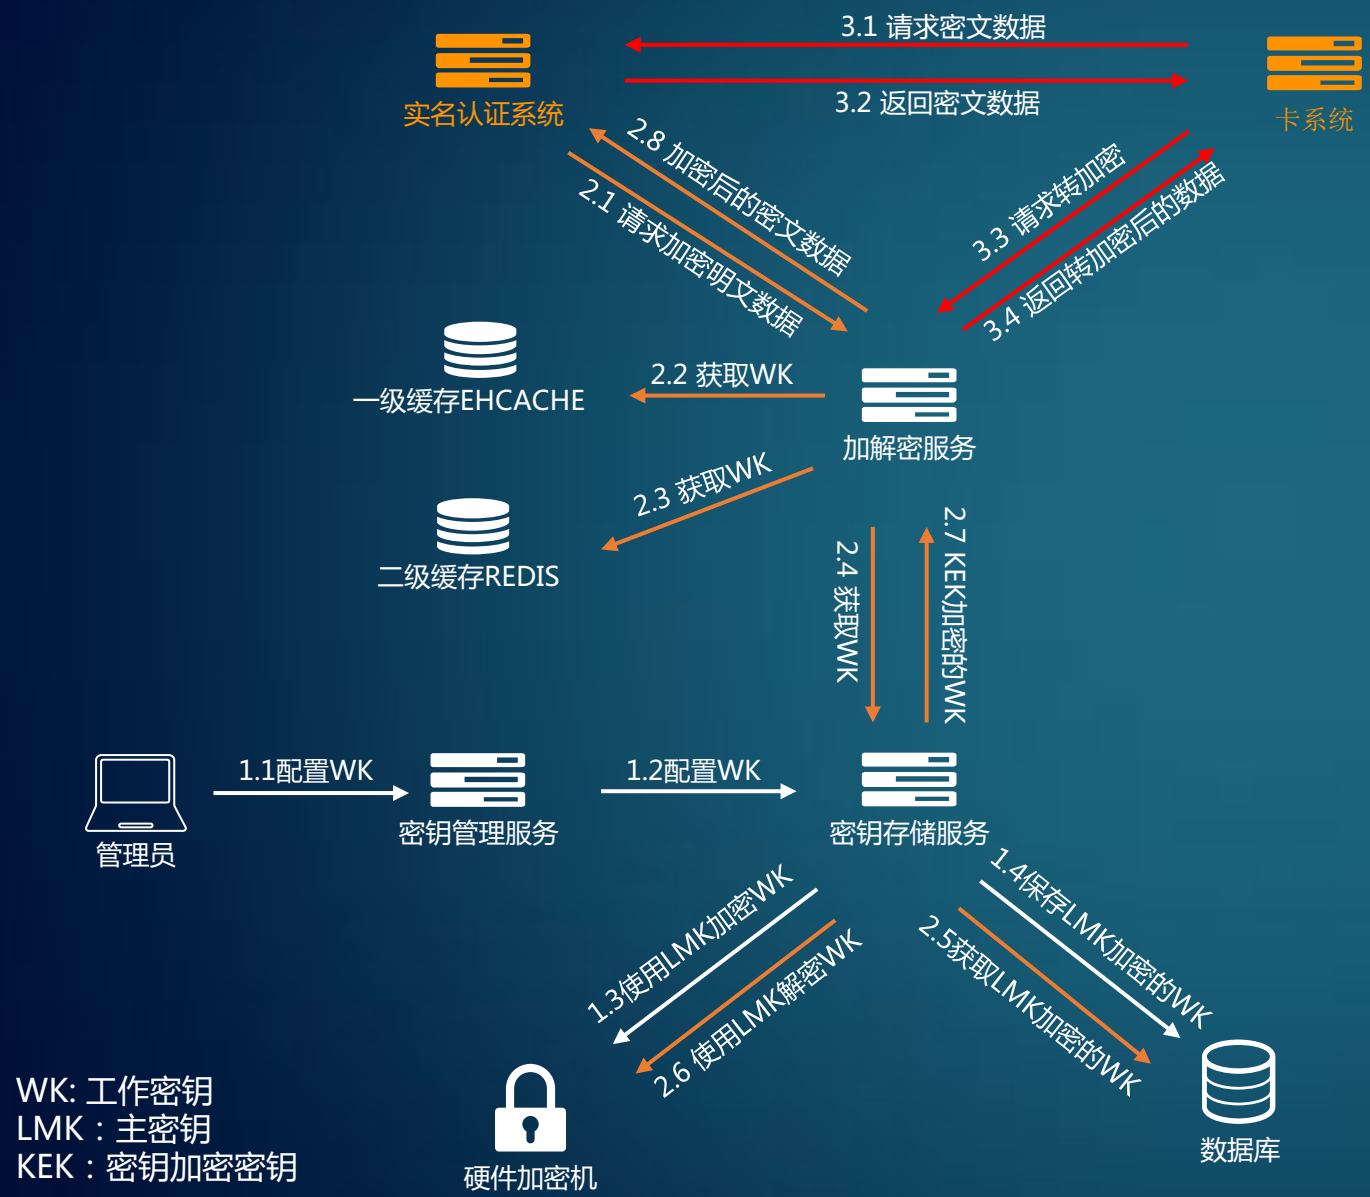 3.1 请求密文数据
3.2 返回密文数据
实名认证系统
卡系统
2.8 加密后的密文数据
2.1 请求加密明文数据
3.3 请求转加密
3.4 返回转加密后的数据
一级缓存EHCACHE
2.2 获取WK
加解密服务
2.3 获取WK
二级缓存REDIS
2.4 获取WK
2.7 KEK加密的WK
管理员
1.1配置WK
密钥管理服务
1.2配置WK
密钥存储服务
1.3使用LMK加密WK
2.6 使用LMK解密WK
1.4保存LMK加密的WK
2.5获取LMK加密的WK
硬件加密机
数据库
WK: 工作密钥
LMK：主密钥
KEK：密钥加密密钥